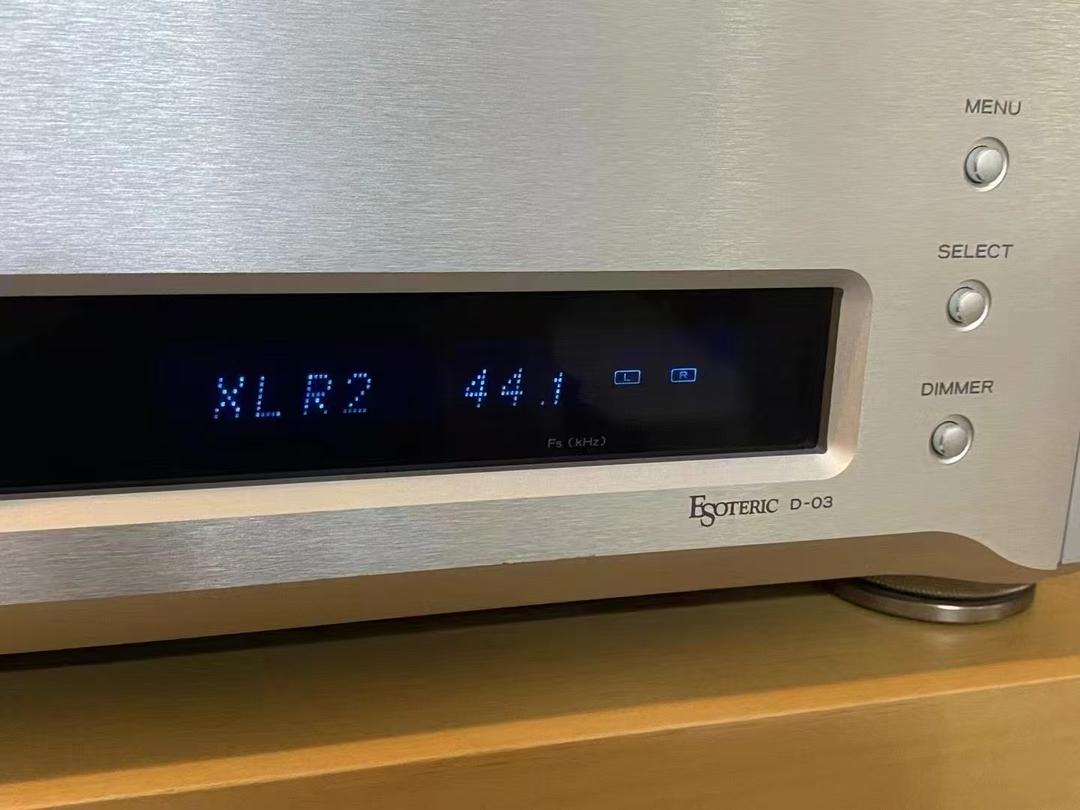 MENU
SELECT
XLR2 44.1 L R
DIMMER
Fs (kHz)
ESOTERIC D-03